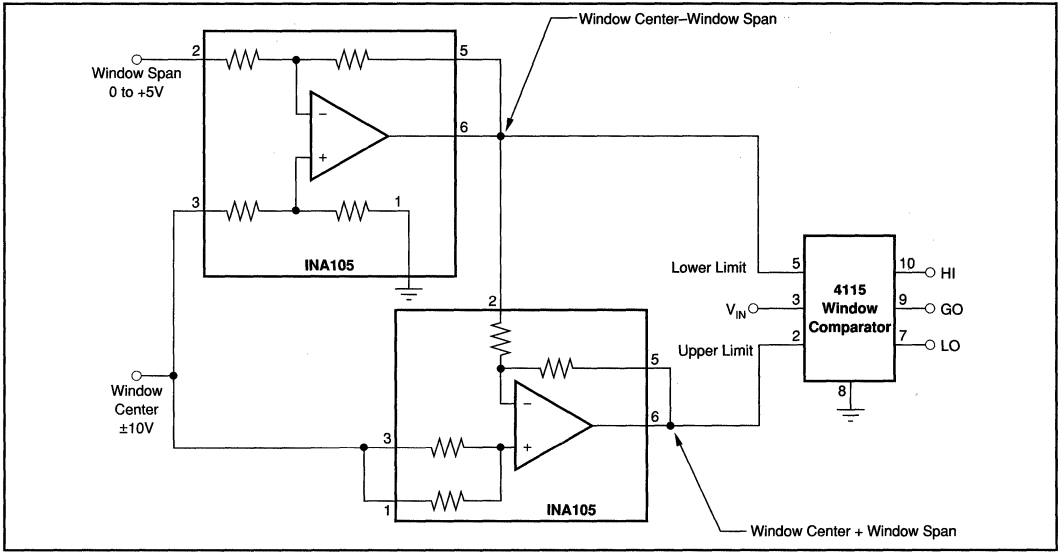 Window Center–Window Span
2
5
Window Span
0 to +5V
−
6
+
3
1
INA105
Lower Limit
5
10
HI
2
4115
Window
Comparator
V_IN
3
9
GO
Upper Limit
2
7
LO
5
8
Window
Center
±10V
−
6
3
+
1
INA105
Window Center + Window Span